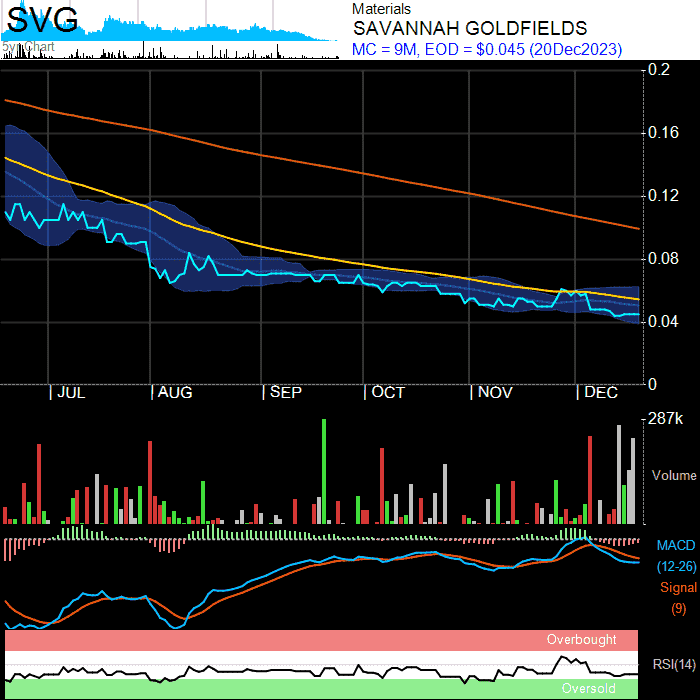 SVG
5yr Chart
Materials
SAVANNAH GOLDFIELDS
MC = 9M, EOD = $0.045 (20Dec2023)
0.2
0.16
0.12
0.08
0.04
0
| JUL | AUG | SEP | OCT | NOV | DEC
287k
Volume
MACD
(12-26)
Signal
(9)
Overbought
RSI(14)
Oversold